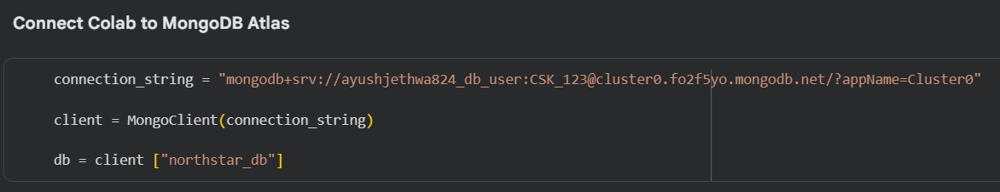 Connect Colab to MongoDB Atlas
connection_string = "mongodb+srv://ayushjethwa824_db_user:CSK_123@cluster0.fo2f5yo.mongodb.net/?appName=Cluster0"
client = MongoClient(connection_string)
db = client ["northstar_db"]